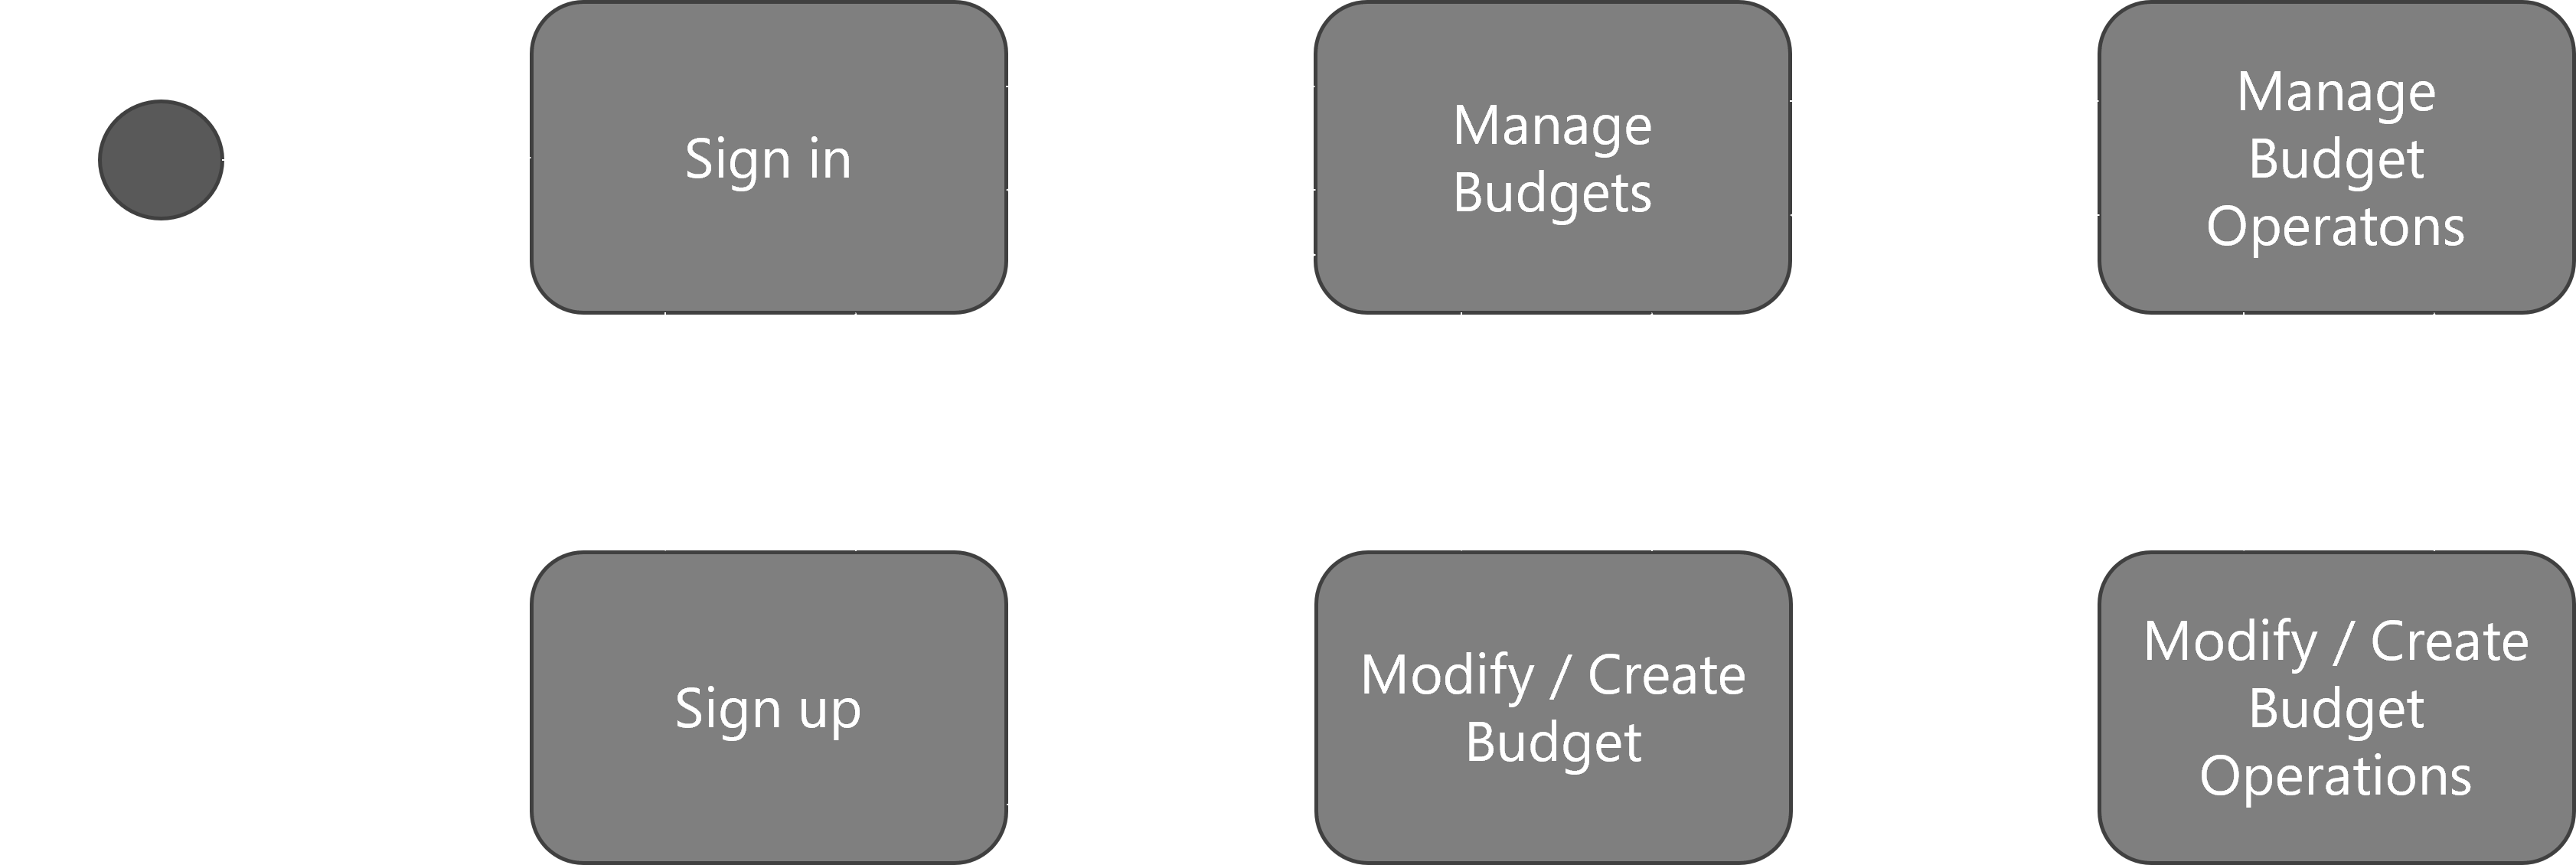 Sign in
Manage
Budgets
Manage
Budget
Operatons
Sign up
Modify / Create
Budget
Modify / Create
Budget
Operations